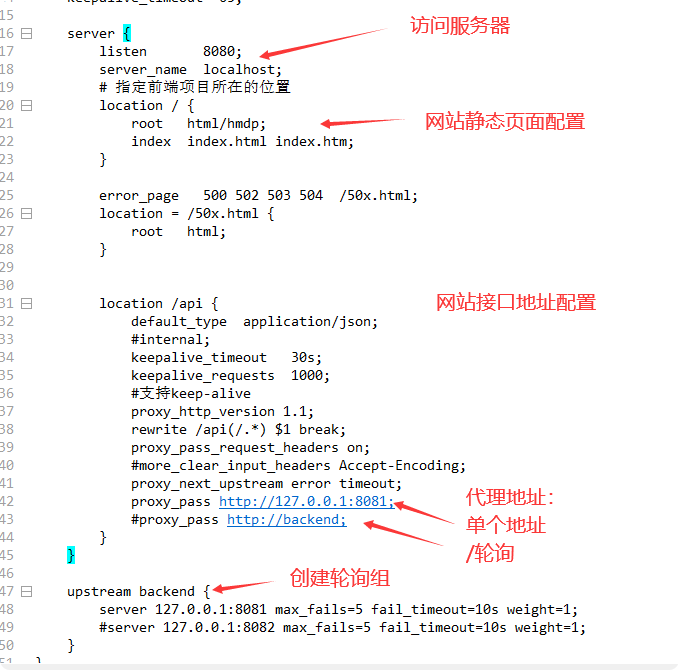 15
16 server { 访问服务器
17 listen 8080;
18 server_name localhost;
19 # 指定前端项目所在的位置
20 location / {
21 root html/hmdp; 网站静态页面配置
22 index index.html index.htm;
23 }
24
25 error_page 500 502 503 504 /50x.html;
26 location = /50x.html {
27 root html;
28 }
29
30
31 location /api { 网站接口地址配置
32 default_type application/json;
33 #internal;
34 keepalive_timeout 30s;
35 keepalive_requests 1000;
36 #支持keep-alive
37 proxy_http_version 1.1;
38 rewrite /api(/.*) $1 break;
39 proxy_pass_request_headers on;
40 #more_clear_input_headers Accept-Encoding;
41 proxy_next_upstream error timeout;
42 proxy_pass http://127.0.0.1:8081; 代理地址：
43 #proxy_pass http://backend; 单个地址
44 } /轮询
45 }
46
47 upstream backend { 创建轮询组
48 server 127.0.0.1:8081 max_fails=5 fail_timeout=10s weight=1;
49 #server 127.0.0.1:8082 max_fails=5 fail_timeout=10s weight=1;
50 }
51 }